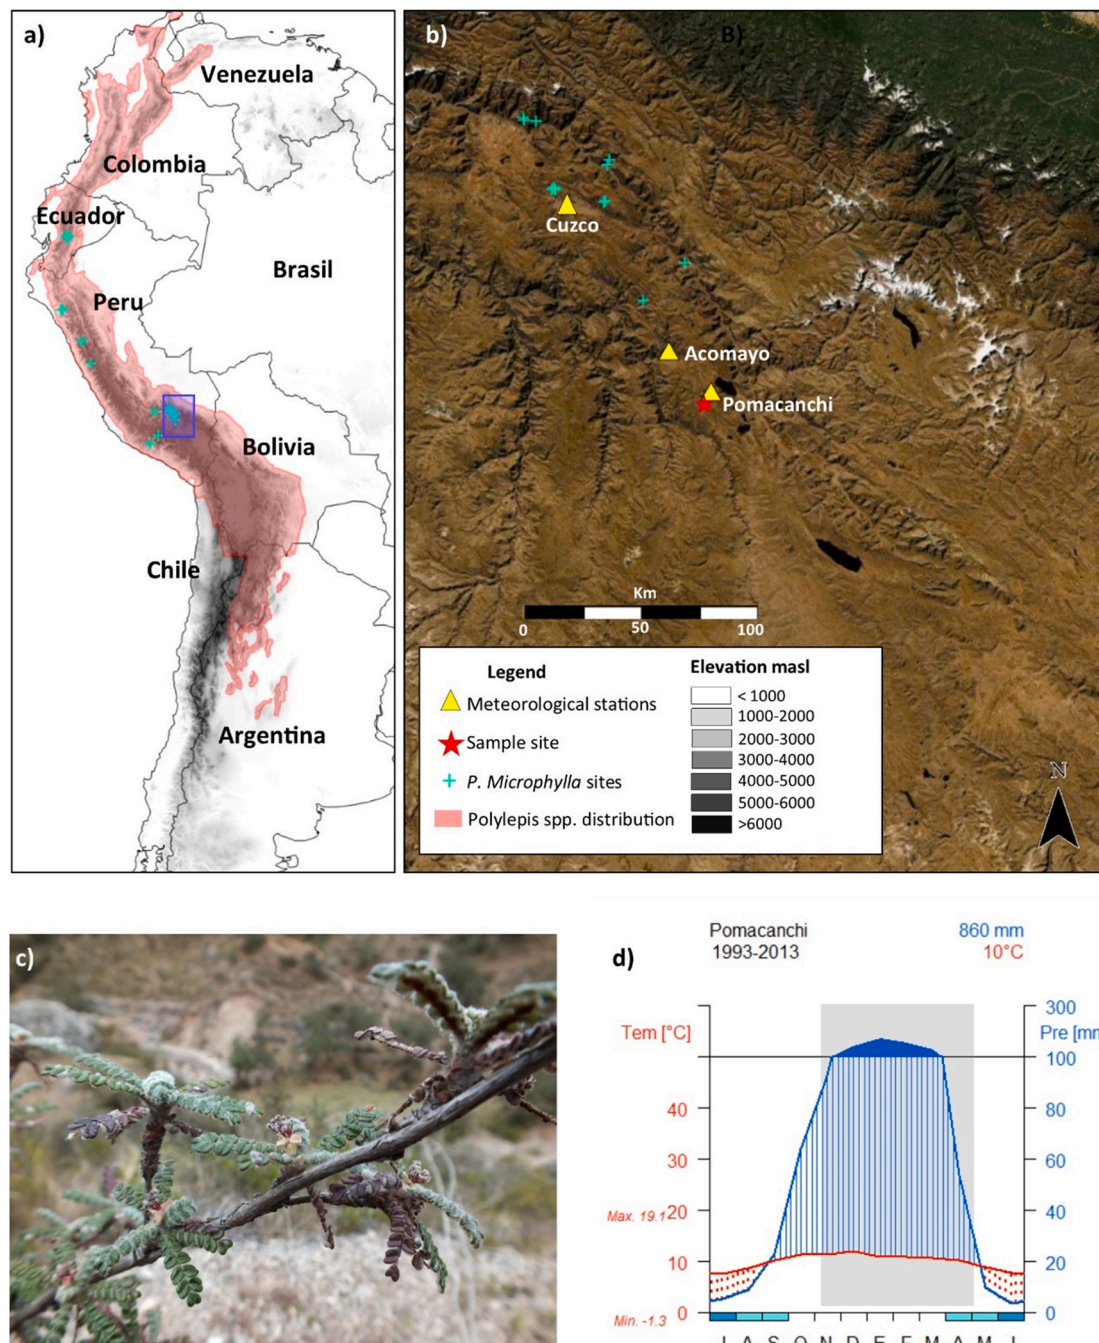 a)
Venezuela
Colombia
Ecuador
Brasil
Peru
Bolivia
Chile
Argentina
b)
B)
Cuzco
Acomayo
Pomacanchi
Km
0 50 100
Legend
Meteorological stations
Sample site
P. Microphylla sites
Polylepis spp. distribution
Elevation masl
< 1000
1000-2000
2000-3000
3000-4000
4000-5000
5000-6000
>6000
N
c)
d)
Pomacanchi 860 mm
1993-2013 10°C
300
Tem [°C] Pre [mm
100
40 80
30 60
Max. 19.1 20 40
10 20
Min. -1.3 0 0
J A S O N D E F M A M J